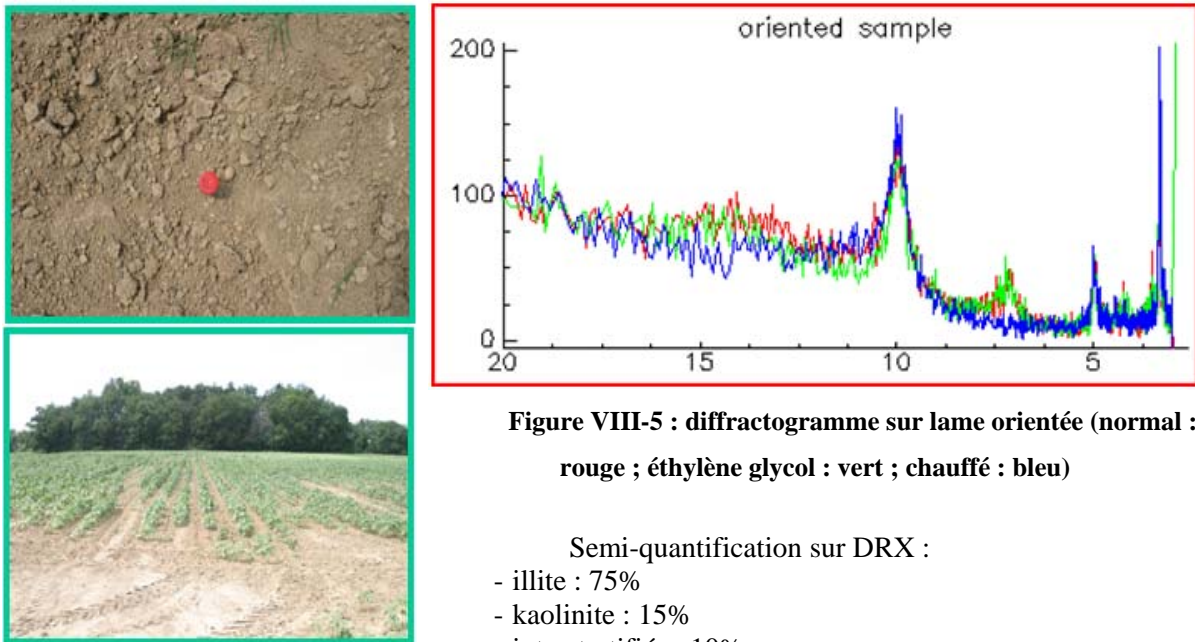 oriented sample
200
100
0
20 15 10 5
Figure VIII-5 : diffractogramme sur lame orientée (normal :
rouge ; éthylène glycol : vert ; chauffé : bleu)
Semi-quantification sur DRX :
- illite : 75%
- kaolinite : 15%